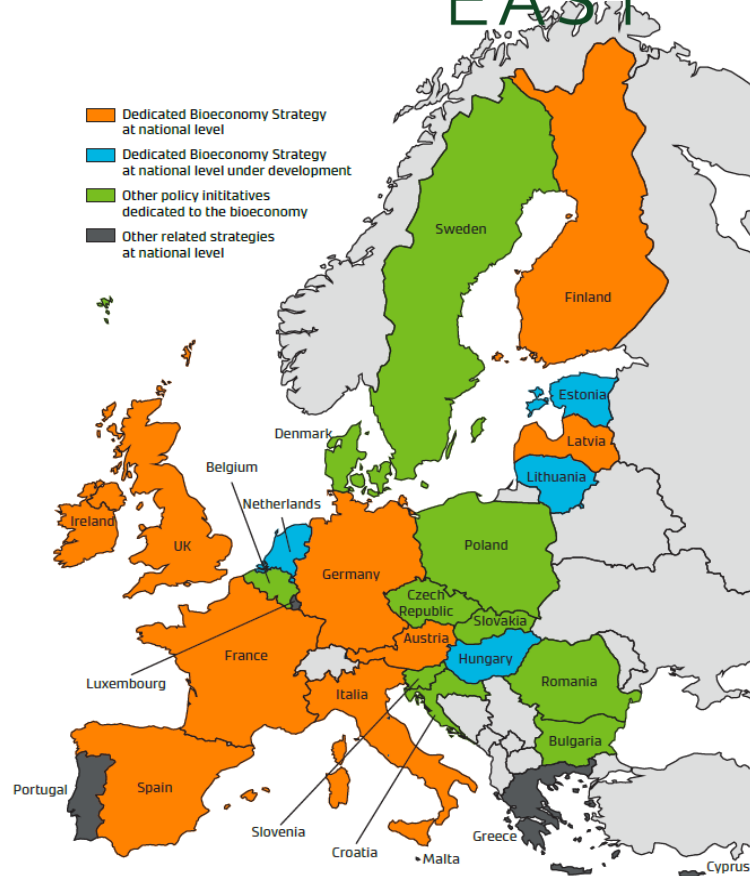 EAST
Dedicated Bioeconomy Strategy
at national level
Dedicated Bioeconomy Strategy
at national level under development
Other policy inititatives
dedicated to the bioeconomy
Other related strategies
at national level
Sweden
Finland
Estonia
Denmark
Latvia
Belgium
Lithuania
Netherlands
Ireland
UK
Poland
Germany
Czech
Republic
Slovakia
Austria
France
Hungary
Luxembourg
Romania
Italia
Bulgaria
Portugal
Spain
Slovenia
Greece
Croatia
Malta
Cyprus